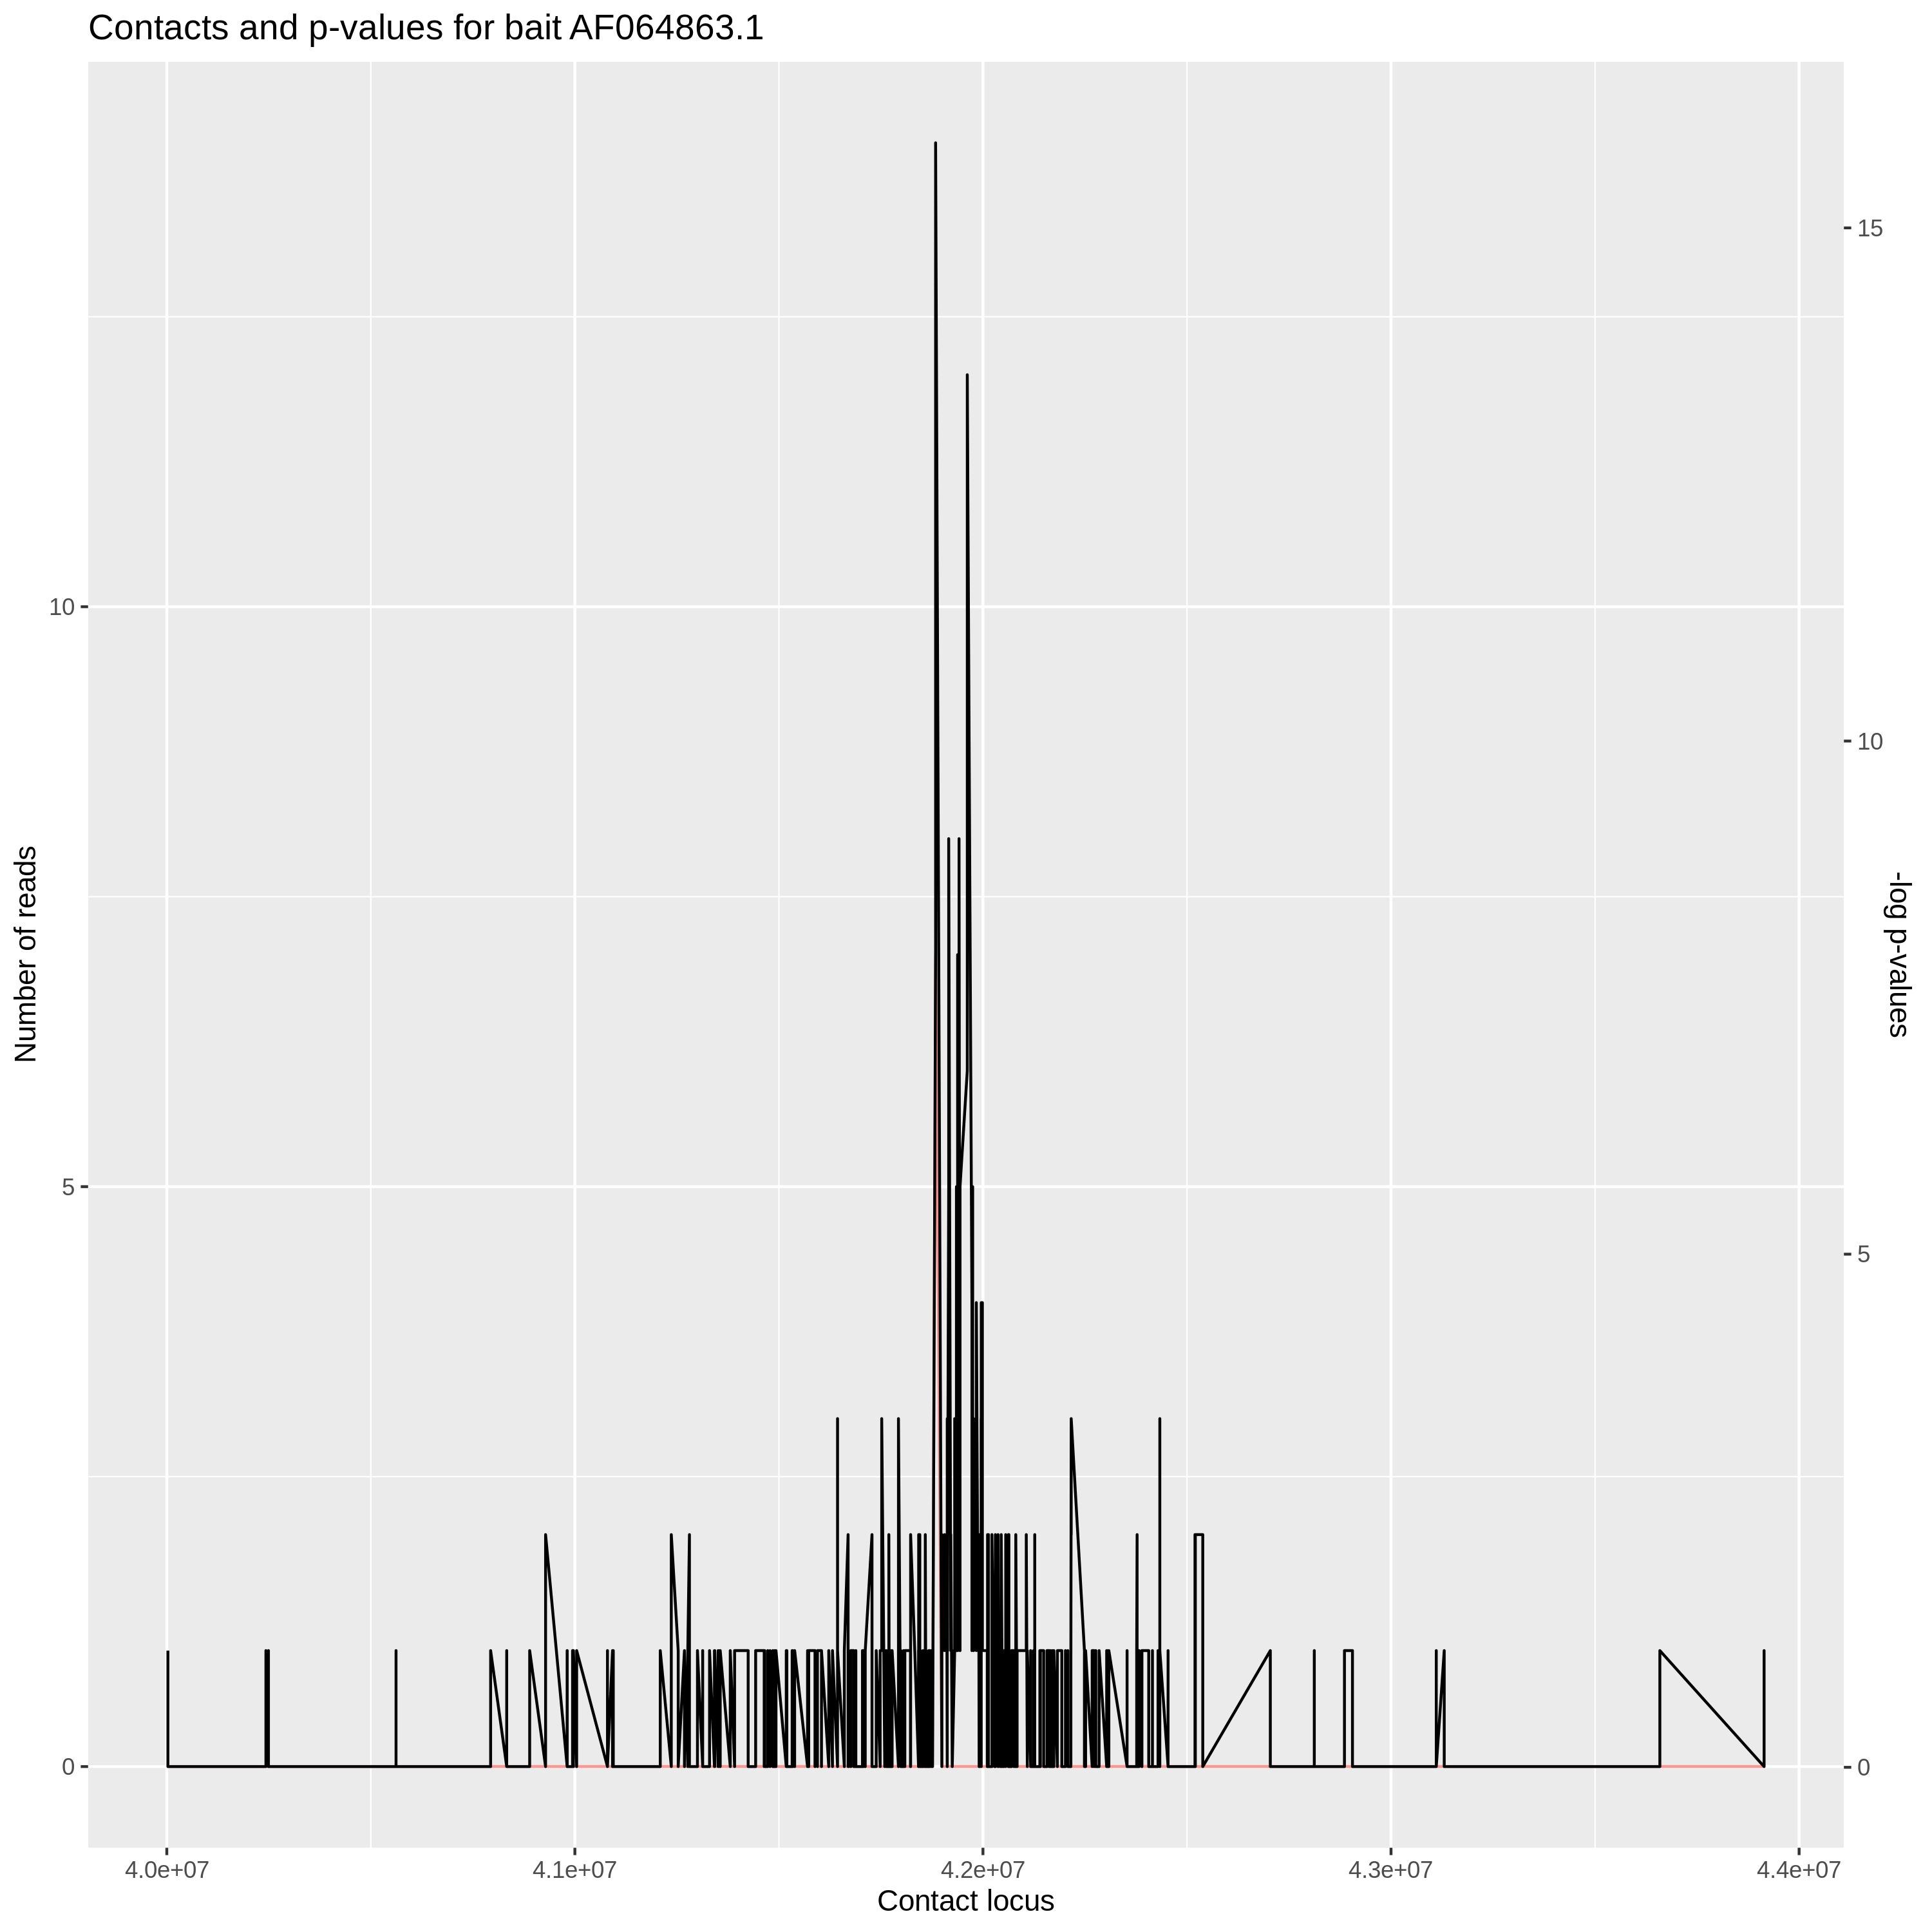 Contacts and p-values for bait AF064863.1
10
5
0
Number of reads
15
10
5
0
-log p-values
4.0e+07
4.1e+07
4.2e+07
4.3e+07
4.4e+07
Contact locus